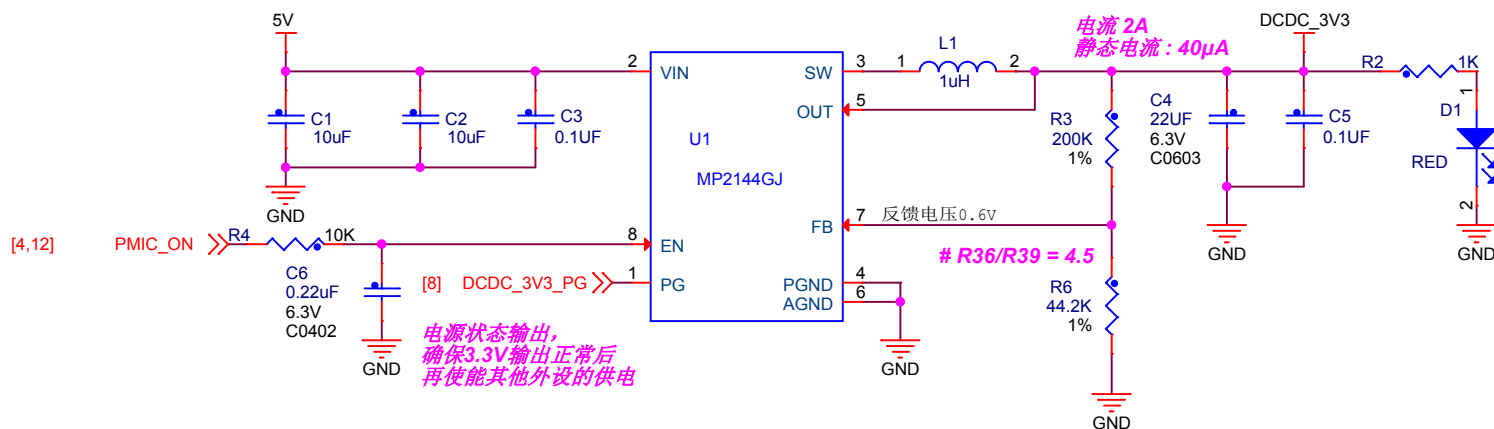 5V
C1
10uF
C2
10uF
C3
0.1UF
GND
2
VIN
U1
MP2144GJ
SW
3
OUT
5
FB
7
PGND
4
AGND
6
8
EN
1
PG
1
L1
2
1uH
电流 2A
静态电流 : 40μA
DCDC_3V3
R2
1K
R3
200K
1%
C4
22UF
6.3V
C0603
C5
0.1UF
GND
1
D1
RED
2
GND
反馈电压0.6V
# R36/R39 = 4.5
R6
44.2K
1%
GND
GND
[4,12]
PMIC_ON
R4
10K
C6
0.22uF
6.3V
C0402
GND
[8]
DCDC_3V3_PG
电源状态输出，
确保3.3V输出正常后
再使能其他外设的供电